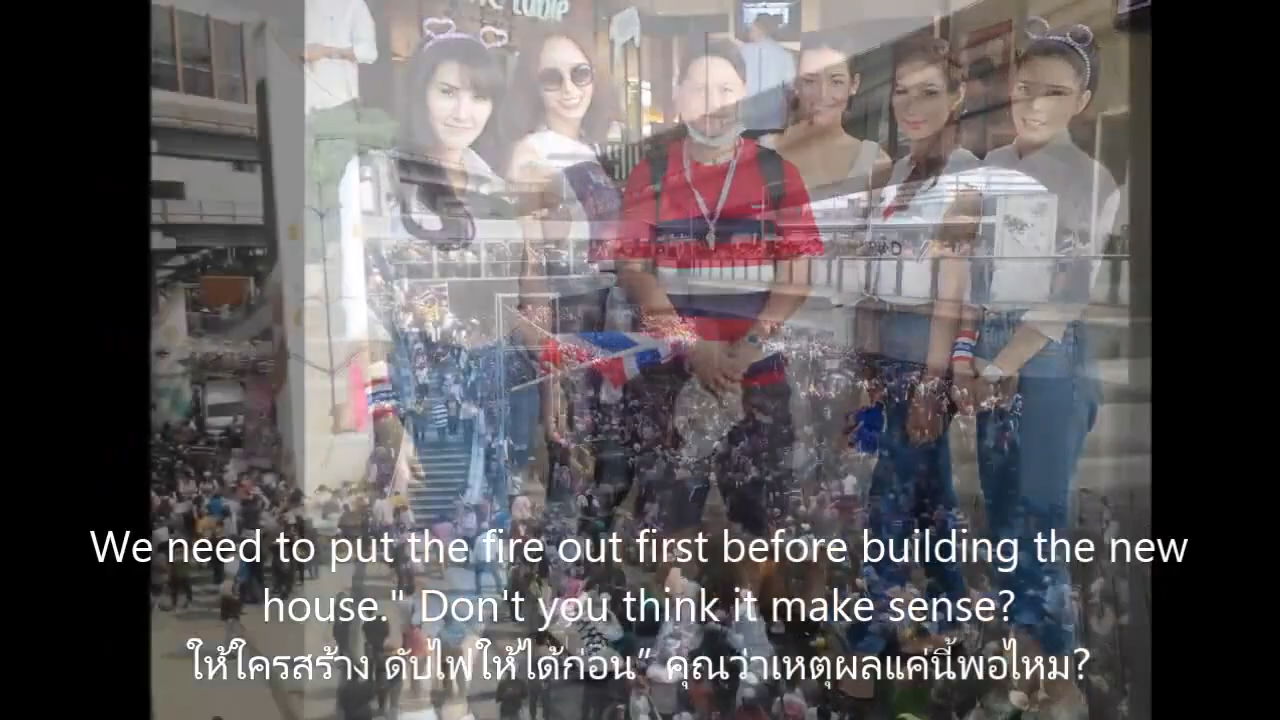 We need to put the fire out first before building the new
house." Don't you think it make sense?
ให้ใครสร้าง ดับไฟให้ได้ก่อน” คุณว่าเหตุผลแค่นี้พอไหม?